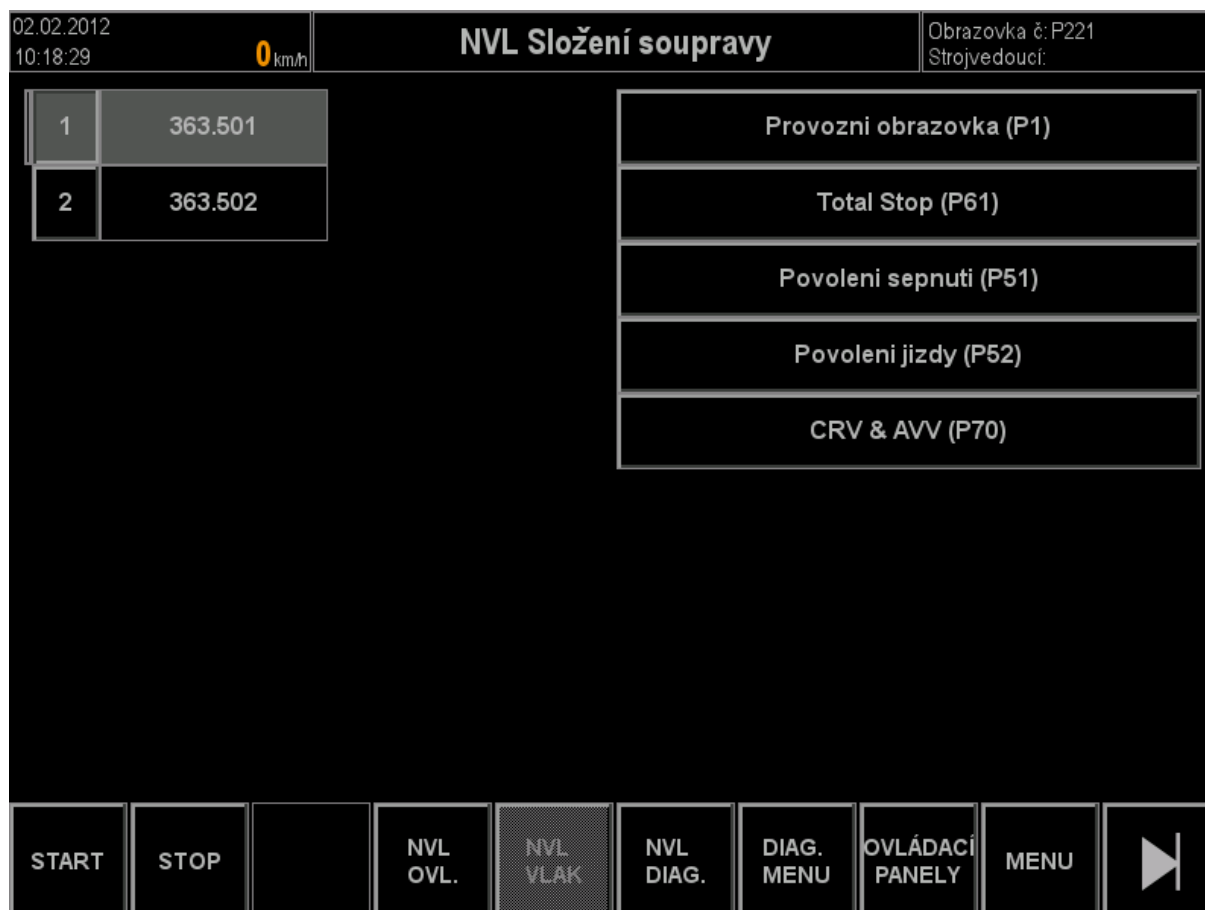 02.02.2012
10:18:29
0 km/h
NVL Složení soupravy
Obrazovka č: P221
Strojvedoucí:
1 363.501
2 363.502
Provozni obrazovka (P1)
Total Stop (P61)
Povoleni sepnuti (P51)
Povoleni jizdy (P52)
CRV & AVV (P70)
START
STOP
NVL
OVL.
NVL
VLAK
NVL
DIAG.
DIAG.
MENU
OVLÁDACÍ
PANELY
MENU